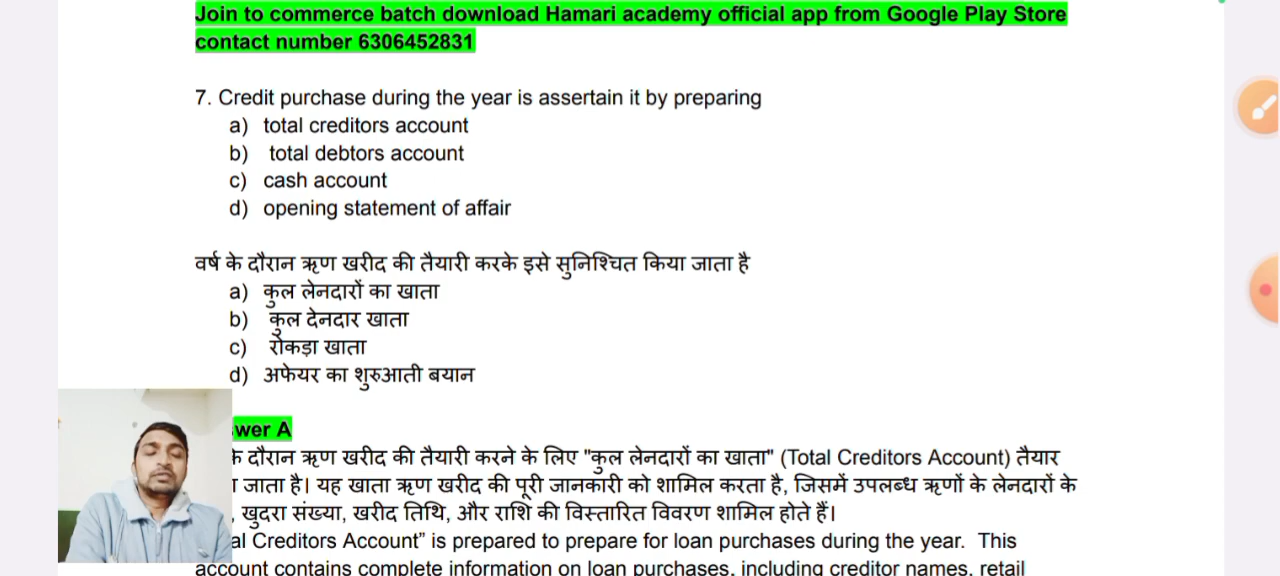 Join to commerce batch download Hamari academy official app from Google Play Store
contact number 6306452831
7. Credit purchase during the year is assertain it by preparing
a) total creditors account
b) total debtors account
c) cash account
d) opening statement of affair
वर्ष के दौरान ऋण खरीद की तैयारी करके इसे सुनिश्चित किया जाता है
a) कुल लेनदारों का खाता
b) कुल देनदार खाता
c) रोकड़ा खाता
d) अफेयर का शुरुआती बयान
wer A
के दौरान ऋण खरीद की तैयारी करने के लिए "कुल लेनदारों का खाता" (Total Creditors Account) तैयार
जाता है। यह खाता ऋण खरीद की पूरी जानकारी को शामिल करता है, जिसमें उपलब्ध ऋणों के लेनदारों के
, खुदरा संख्या, खरीद तिथि, और राशि की विस्तारित विवरण शामिल होते हैं।
al Creditors Account” is prepared to prepare for loan purchases during the year. This
account contains complete information on loan purchases, including creditor names, retail